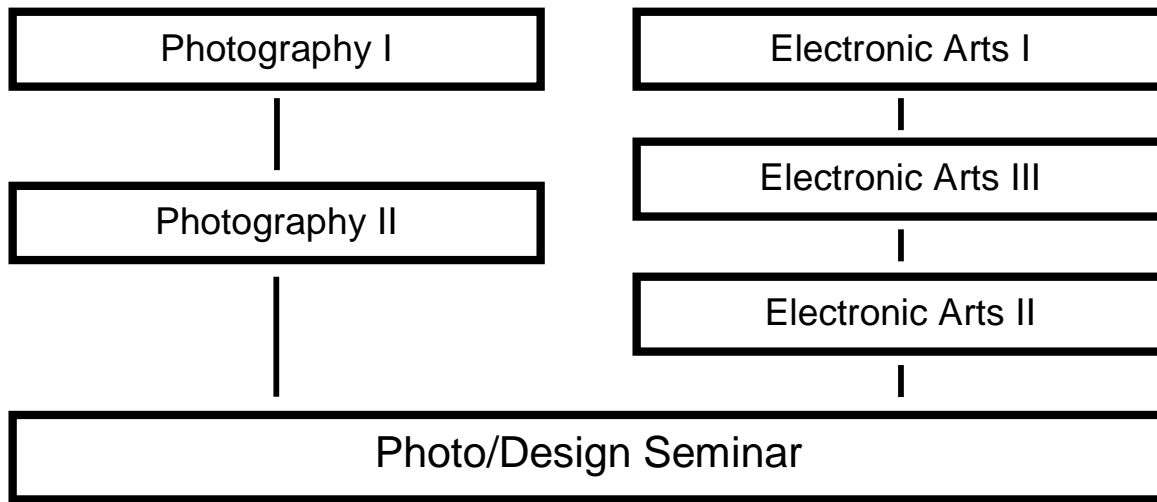 Photography I
Electronic Arts I
Electronic Arts III
Photography II
Electronic Arts II
Photo/Design Seminar